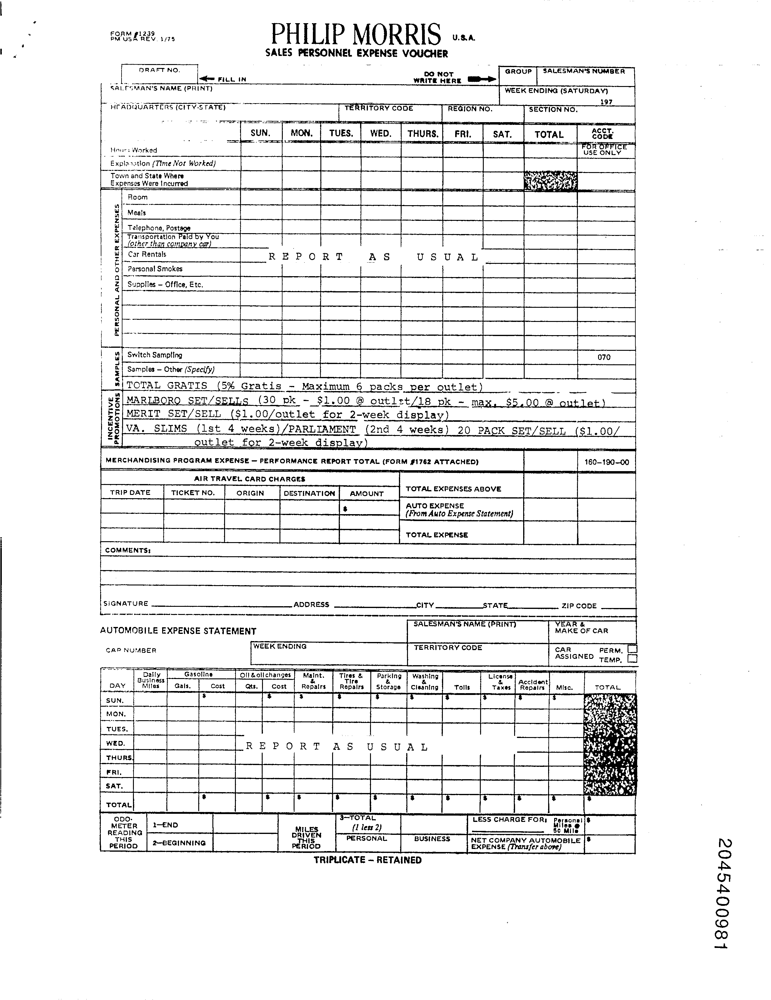 FORM #1239
PM USA REV. 1/75
PHILIP MORRIS U.S.A.
SALES PERSONNEL EXPENSE VOUCHER
DRAFT NO.
FILL IN
DO NOT
WRITE HERE
GROUP
SALESMAN'S NUMBER
SALESMAN'S NAME (PRINT)
WEEK ENDING (SATURDAY)
197
HEADQUARTERS (CITY-STATE)
TERRITORY CODE
REGION NO.
SECTION NO.
SUN. MON. TUES. WED. THURS. FRI. SAT. TOTAL ACCT. CODE
Hours Worked
FOR OFFICE
USE ONLY
Explanation (Time Not Worked)
Town and State Where
Expenses Were Incurred
PERSONAL AND OTHER EXPENSES
Room
Meals
Telephone, Postage
Transportation Paid by You
(other than company car)
Car Rentals
REPORT AS USUAL
Personal Smokes
Supplies – Office, Etc.
SAMPLES
Switch Sampling
070
Samples – Other (Specify)
TOTAL GRATIS (5% Gratis - Maximum 6 packs per outlet)
INCENTIVE
PROMOTIONS
MARLBORO SET/SELLS (30 pk - $1.00 @ outlet/18 pk - max. $5.00 @ outlet)
MERIT SET/SELL ($1.00/outlet for 2-week display)
VA. SLIMS (1st 4 weeks)/PARLIAMENT (2nd 4 weeks) 20 PACK SET/SELL ($1.00/
outlet for 2-week display)
MERCHANDISING PROGRAM EXPENSE – PERFORMANCE REPORT TOTAL (FORM #1762 ATTACHED)
160-190-00
AIR TRAVEL CARD CHARGES
TRIP DATE TICKET NO. ORIGIN DESTINATION AMOUNT
$
TOTAL EXPENSES ABOVE
AUTO EXPENSE
(From Auto Expense Statement)
TOTAL EXPENSE
COMMENTS:
SIGNATURE ADDRESS CITY STATE ZIP CODE
AUTOMOBILE EXPENSE STATEMENT
SALESMAN'S NAME (PRINT)
YEAR &
MAKE OF CAR
CAR NUMBER
WEEK ENDING
TERRITORY CODE
CAR
ASSIGNED
PERM.
TEMP.
DAY
Daily
Business
Miles
Gasoline
Gals. Cost
Oil & oil changes
Qts. Cost
Maint.
&
Repairs
Tires &
Tire
Repairs
Parking
&
Storage
Washing
&
Cleaning
Tolls
License
&
Taxes
Accident
Repairs
Misc.
TOTAL
SUN. $ $ $ $ $ $ $ $ $ $
MON.
TUES.
WED.
REPORT AS USUAL
THURS.
FRI.
SAT.
TOTAL $ $ $ $ $ $ $ $ $ $ $
ODO-
METER
READING
THIS
PERIOD
1–END
2–BEGINNING
MILES
DRIVEN
THIS
PERIOD
3–TOTAL
(1 less 2)
PERSONAL
BUSINESS
LESS CHARGE FOR:
Personal
Miles @
5¢ Mile
$
NET COMPANY AUTOMOBILE
EXPENSE (Transfer above)
$
TRIPLICATE – RETAINED
2045400981